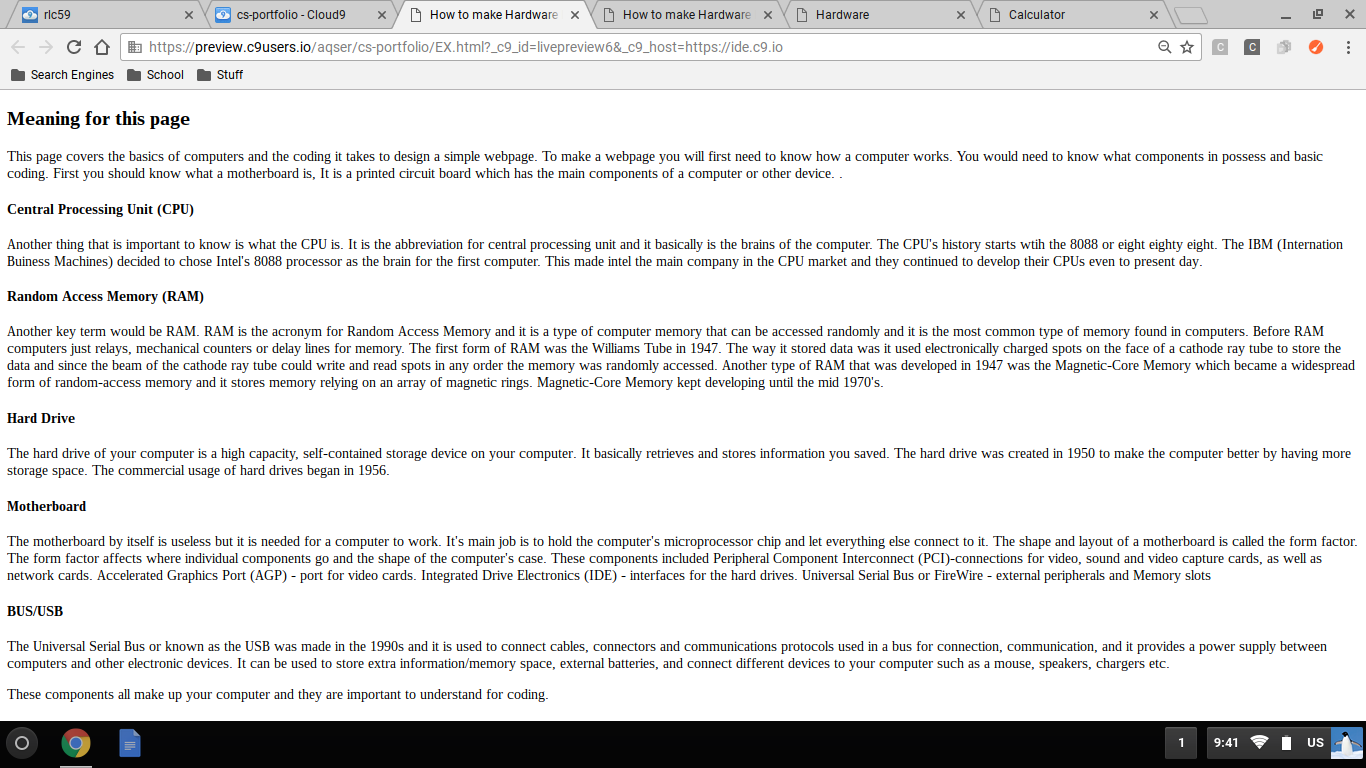 rlc59
cs-portfolio - Cloud9
How to make Hardware
How to make Hardware
Hardware
Calculator
https://preview.c9users.io/aqser/cs-portfolio/EX.html?_c9_id=livepreview6&_c9_host=https://ide.c9.io
C
C
Search Engines
School
Stuff
Meaning for this page
This page covers the basics of computers and the coding it takes to design a simple webpage. To make a webpage you will first need to know how a computer works. You would need to know what components in possess and basic
coding. First you should know what a motherboard is, It is a printed circuit board which has the main components of a computer or other device. .
Central Processing Unit (CPU)
Another thing that is important to know is what the CPU is. It is the abbreviation for central processing unit and it basically is the brains of the computer. The CPU's history starts wtih the 8088 or eight eighty eight. The IBM (Internation
Buiness Machines) decided to chose Intel's 8088 processor as the brain for the first computer. This made intel the main company in the CPU market and they continued to develop their CPUs even to present day.
Random Access Memory (RAM)
Another key term would be RAM. RAM is the acronym for Random Access Memory and it is a type of computer memory that can be accessed randomly and it is the most common type of memory found in computers. Before RAM
computers just relays, mechanical counters or delay lines for memory. The first form of RAM was the Williams Tube in 1947. The way it stored data was it used electronically charged spots on the face of a cathode ray tube to store the
data and since the beam of the cathode ray tube could write and read spots in any order the memory was randomly accessed. Another type of RAM that was developed in 1947 was the Magnetic-Core Memory which became a widespread
form of random-access memory and it stores memory relying on an array of magnetic rings. Magnetic-Core Memory kept developing until the mid 1970's.
Hard Drive
The hard drive of your computer is a high capacity, self-contained storage device on your computer. It basically retrieves and stores information you saved. The hard drive was created in 1950 to make the computer better by having more
storage space. The commercial usage of hard drives began in 1956.
Motherboard
The motherboard by itself is useless but it is needed for a computer to work. It's main job is to hold the computer's microprocessor chip and let everything else connect to it. The shape and layout of a motherboard is called the form factor.
The form factor affects where individual components go and the shape of the computer's case. These components included Peripheral Component Interconnect (PCI)-connections for video, sound and video capture cards, as well as
network cards. Accelerated Graphics Port (AGP) - port for video cards. Integrated Drive Electronics (IDE) - interfaces for the hard drives. Universal Serial Bus or FireWire - external peripherals and Memory slots
BUS/USB
The Universal Serial Bus or known as the USB was made in the 1990s and it is used to connect cables, connectors and communications protocols used in a bus for connection, communication, and it provides a power supply between
computers and other electronic devices. It can be used to store extra information/memory space, external batteries, and connect different devices to your computer such as a mouse, speakers, chargers etc.
These components all make up your computer and they are important to understand for coding.
1
9:41
US